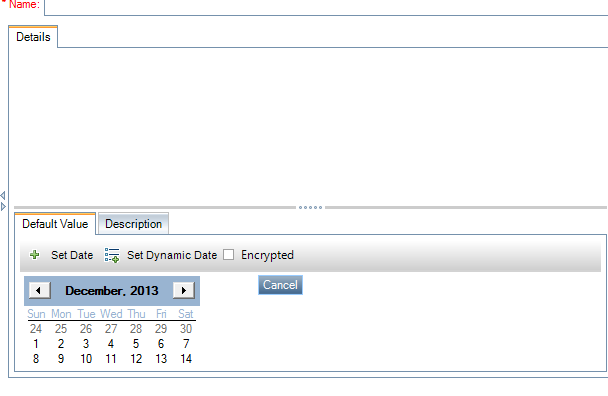 * Name:
Details
Default Value Description
Set Date Set Dynamic Date Encrypted
December, 2013 Cancel
Sun Mon Tue Wed Thu Fri Sat
24 25 26 27 28 29 30
1 2 3 4 5 6 7
8 9 10 11 12 13 14